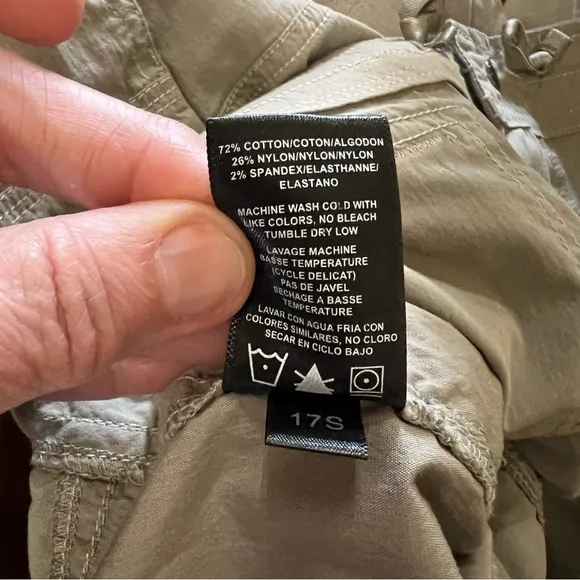 72% COTTON/COTON/ALGODON
26% NYLON/NYLON/NYLON
2% SPANDEX/ELASTHANNE/
ELASTANO
MACHINE WASH COLD WITH
LIKE COLORS, NO BLEACH
TUMBLE DRY LOW
LAVAGE MACHINE
BASSE TEMPERATURE
(CYCLE DELICAT)
PAS DE JAVEL
SECHAGE A BASSE
TEMPERATURE
LAVAR CON AGUA FRIA CON
COLORES SIMILARES, NO CLORO
SECAR EN CICLO BAJO
17S